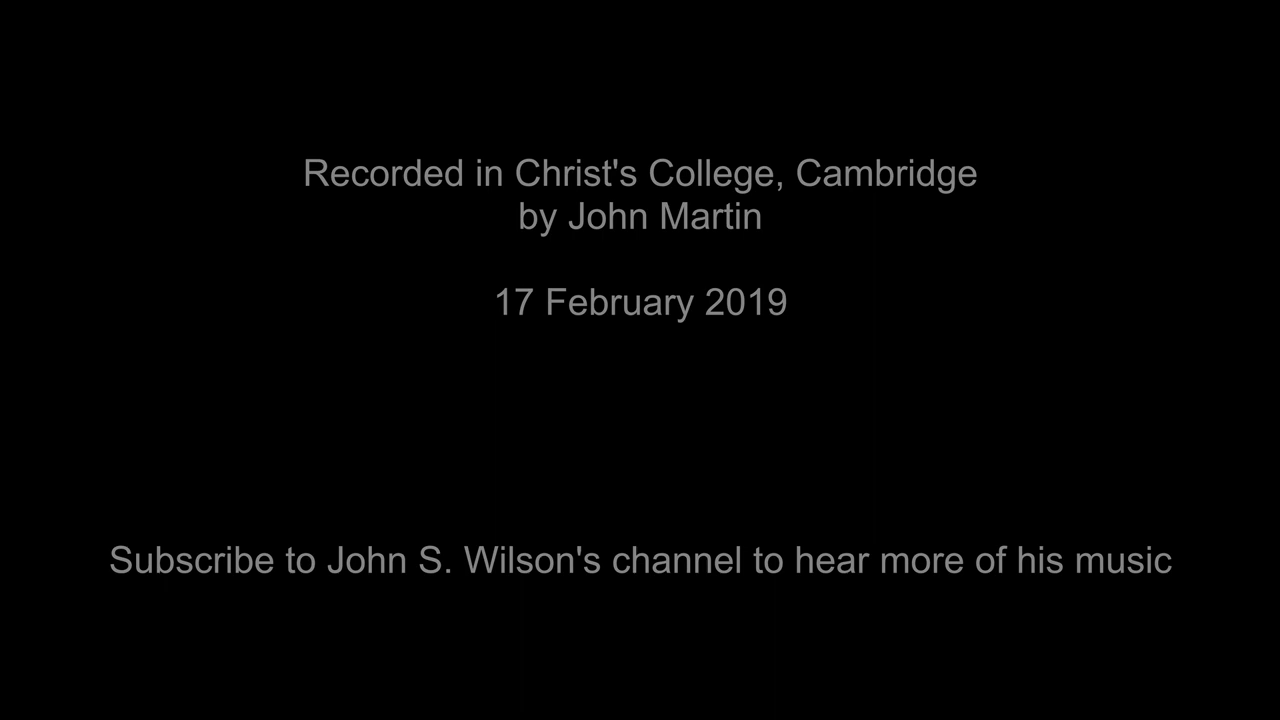 Recorded in Christ's College, Cambridge
by John Martin
17 February 2019
Subscribe to John S. Wilson's channel to hear more of his music